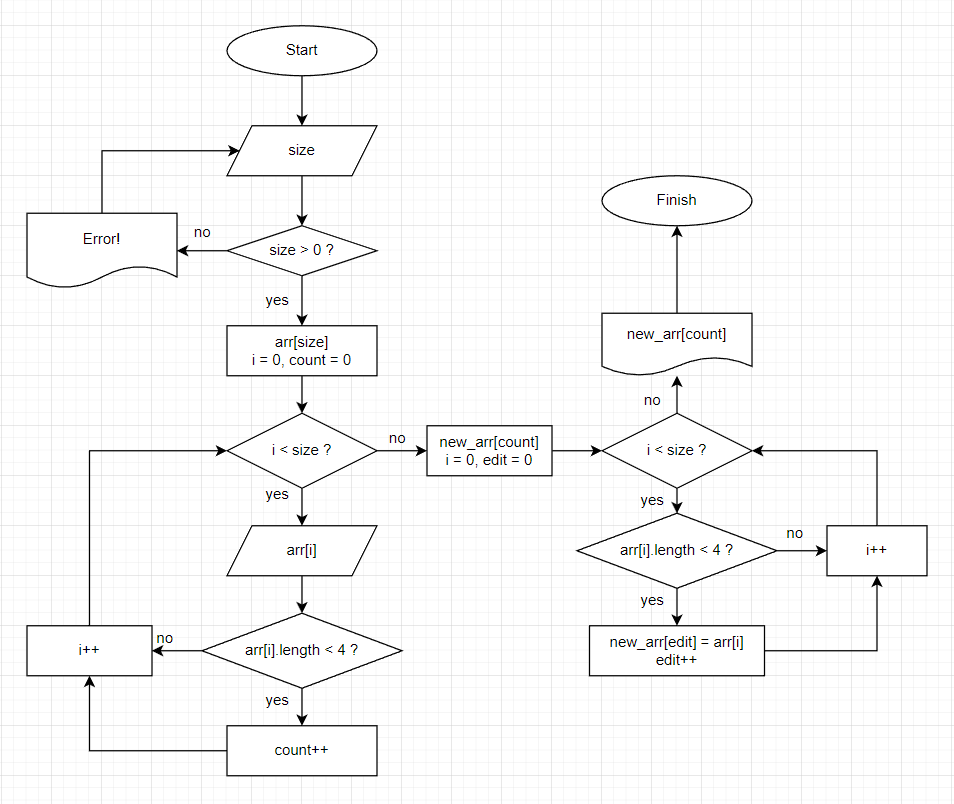 Start
size
Error!
no
size > 0 ?
yes
arr[size]
i = 0, count = 0
i < size ?
no
yes
arr[i]
arr[i].length < 4 ?
no
i++
yes
count++
new_arr[count]
i = 0, edit = 0
i < size ?
yes
arr[i].length < 4 ?
no
i++
yes
new_arr[edit] = arr[i]
edit++
no
new_arr[count]
Finish